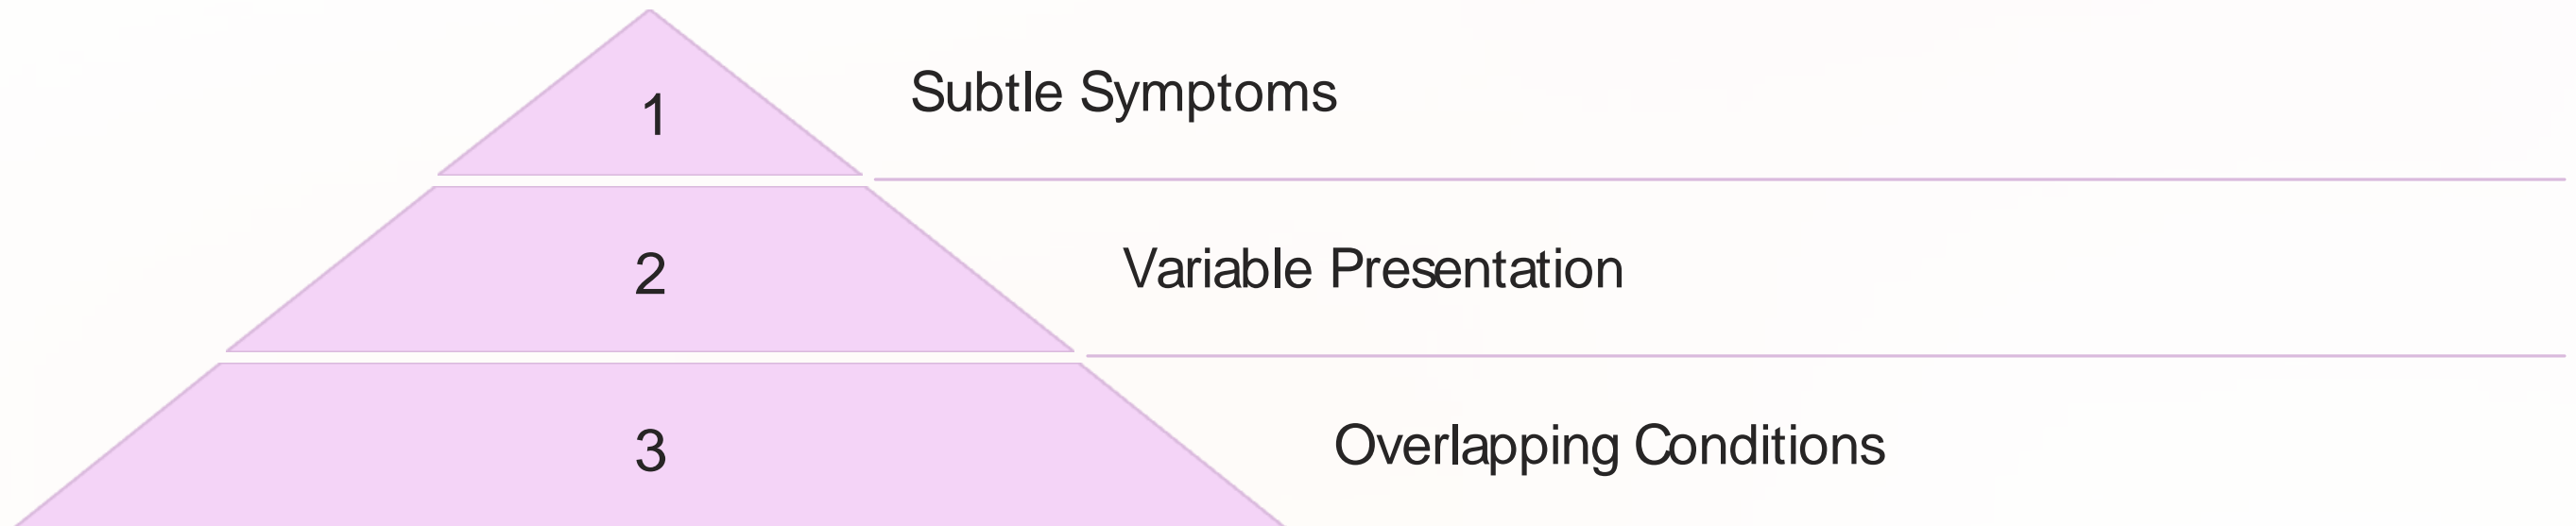 1
Subtle Symptoms
2
Variable Presentation
3
Overlapping Conditions